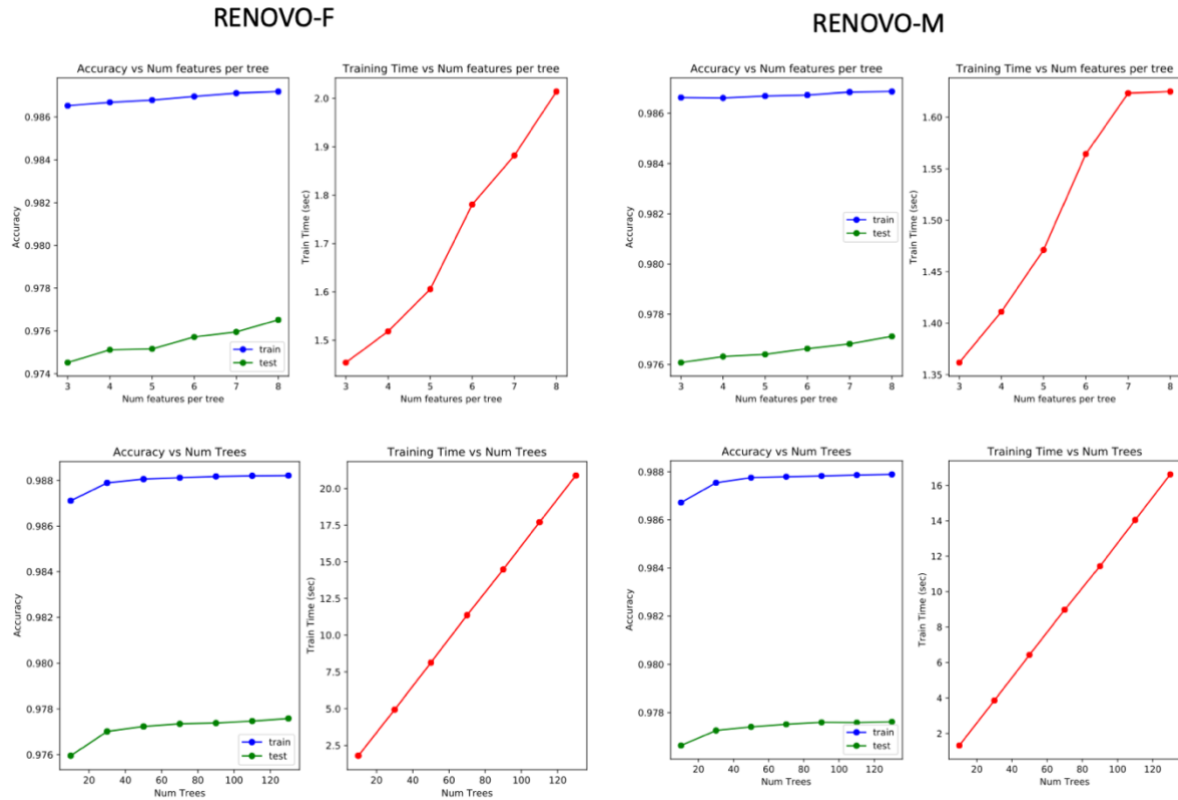 RENOVO-F
RENOVO-M
Accuracy vs Num features per tree
Accuracy
0.986
0.984
0.982
0.980
0.978
0.976
0.974
train
test
3 4 5 6 7 8
Num features per tree
Training Time vs Num features per tree
Train Time (sec)
2.0
1.9
1.8
1.7
1.6
1.5
3 4 5 6 7 8
Num features per tree
Accuracy vs Num features per tree
Accuracy
0.986
0.984
0.982
0.980
0.978
0.976
train
test
3 4 5 6 7 8
Num features per tree
Training Time vs Num features per tree
Train Time (sec)
1.60
1.55
1.50
1.45
1.40
1.35
3 4 5 6 7 8
Num features per tree
Accuracy vs Num Trees
Accuracy
0.988
0.986
0.984
0.982
0.980
0.978
0.976
train
test
20 40 60 80 100 120
Num Trees
Training Time vs Num Trees
Train Time (sec)
20.0
17.5
15.0
12.5
10.0
7.5
5.0
2.5
20 40 60 80 100 120
Num Trees
Accuracy vs Num Trees
Accuracy
0.988
0.986
0.984
0.982
0.980
0.978
train
test
20 40 60 80 100 120
Num Trees
Training Time vs Num Trees
Train Time (sec)
16
14
12
10
8
6
4
2
20 40 60 80 100 120
Num Trees